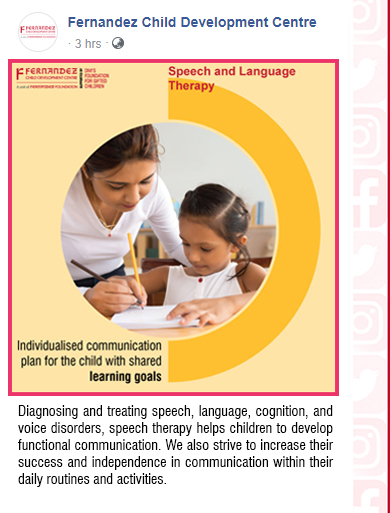 Fernandez Child Development Centre
· 3 hrs ·
FERNANDEZ
CHILD DEVELOPMENT CENTRE
A unit of FERNANDEZ FOUNDATION
FOUNDATION
FOR GIFTED
CHILDREN
Speech and Language
Therapy
Individualised communication
plan for the child with shared
learning goals
Diagnosing and treating speech, language, cognition, and
voice disorders, speech therapy helps children to develop
functional communication. We also strive to increase their
success and independence in communication within their
daily routines and activities.